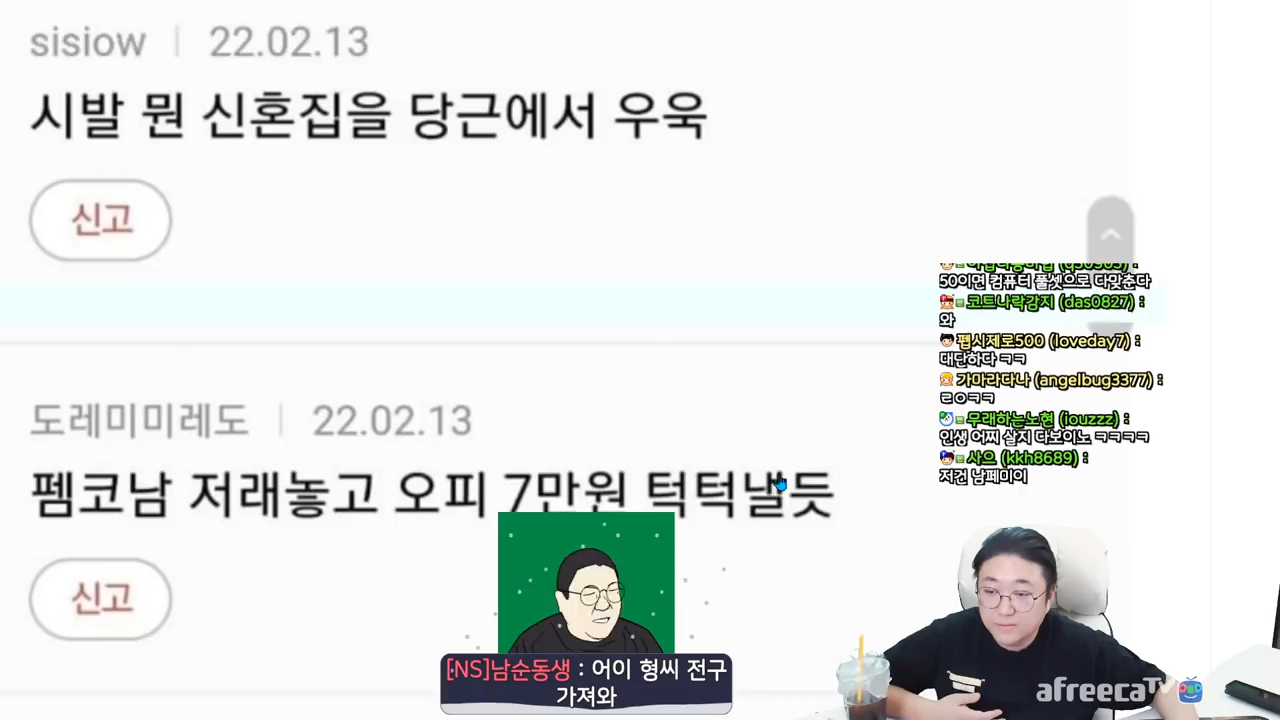 sisiow | 22.02.13
시발 뭔 신혼집을 당근에서 우욱
신고
50이면 컴퓨터 풀셋으로 다맞춘다
코트나락감지 (das0827) :
와
펩시제로500 (loveday7) :
대단하다 ㅋㅋ
가마라다나 (angelbug3377) :
ㄹㅇㅋㅋ
무래하는노현 (iouzzz) :
인생 어찌 살지 다보이노 ㅋㅋㅋㅋ
사으 (kkh8689) :
저건 남페미이
도레미미레도 | 22.02.13
펨코남 저래놓고 오피 7만원 턱턱낼듯
신고
[NS]남순동생 : 어이 형씨 전구
가져와
afreecaTV